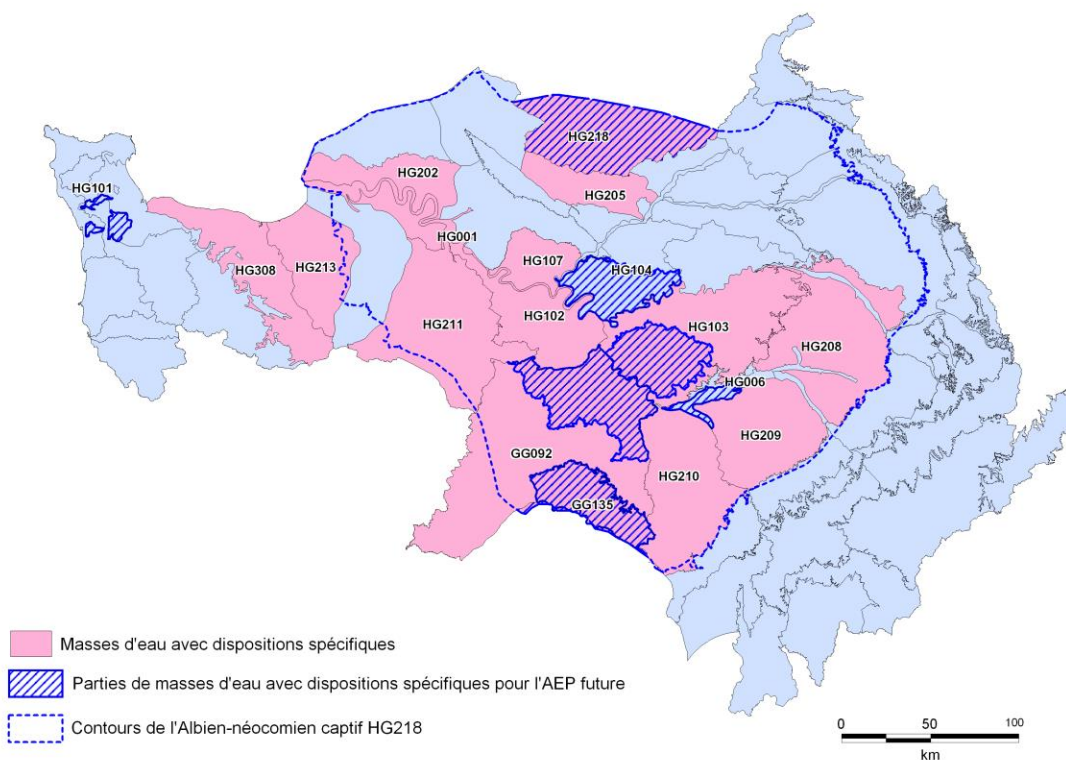 HG218
HG101
HG202
HG205
HG001
HG308
HG213
HG107
HG104
HG211
HG102
HG103
HG208
HG006
HG209
GG092
HG210
GG135
Masses d'eau avec dispositions spécifiques
Parties de masses d'eau avec dispositions spécifiques pour l'AEP future
Contours de l'Albien-néocomien captif HG218
0 50 100
km